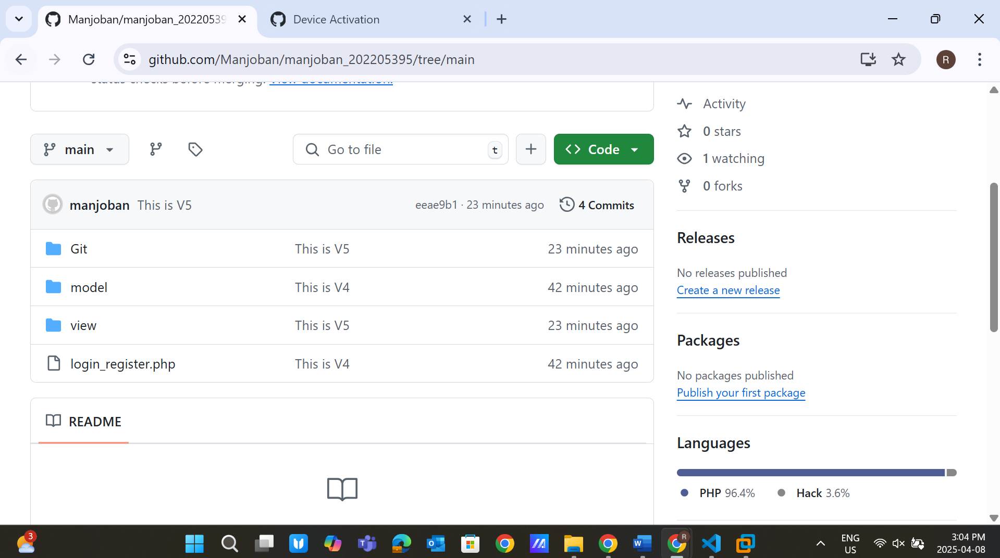 Manjoban/manjoban_20220539
Device Activation
github.com/Manjoban/manjoban_202205395/tree/main
R
status checks before merging. View documentation.
Activity
0 stars
1 watching
0 forks
main
Go to file
t
Code
manjoban This is V5
eeae9b1 · 23 minutes ago
4 Commits
Git This is V5 23 minutes ago
model This is V4 42 minutes ago
view This is V5 23 minutes ago
login_register.php This is V4 42 minutes ago
README
Releases
No releases published
Create a new release
Packages
No packages published
Publish your first package
Languages
PHP 96.4% Hack 3.6%
3
R
ENG
US
3:04 PM
2025-04-08